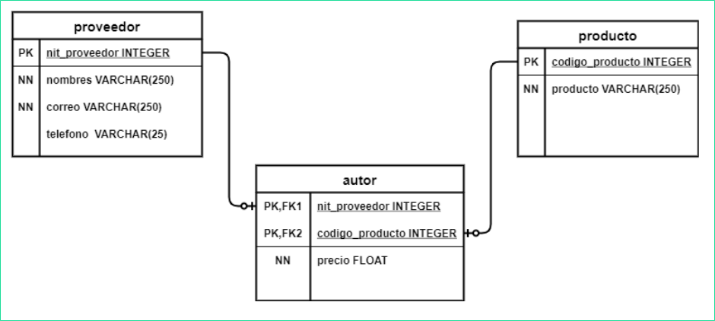 proveedor
PK nit_proveedor INTEGER
NN nombres VARCHAR(250)
NN correo VARCHAR(250)
telefono VARCHAR(25)
producto
PK codigo_producto INTEGER
NN producto VARCHAR(250)
autor
PK,FK1 nit_proveedor INTEGER
PK,FK2 codigo_producto INTEGER
NN precio FLOAT